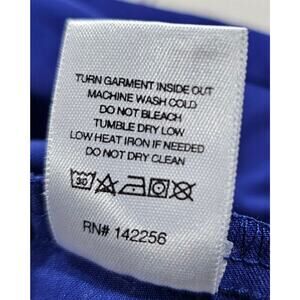 TURN GARMENT INSIDE OUT
MACHINE WASH COLD
DO NOT BLEACH
TUMBLE DRY LOW
LOW HEAT IRON IF NEEDED
DO NOT DRY CLEAN
30
RN# 142256